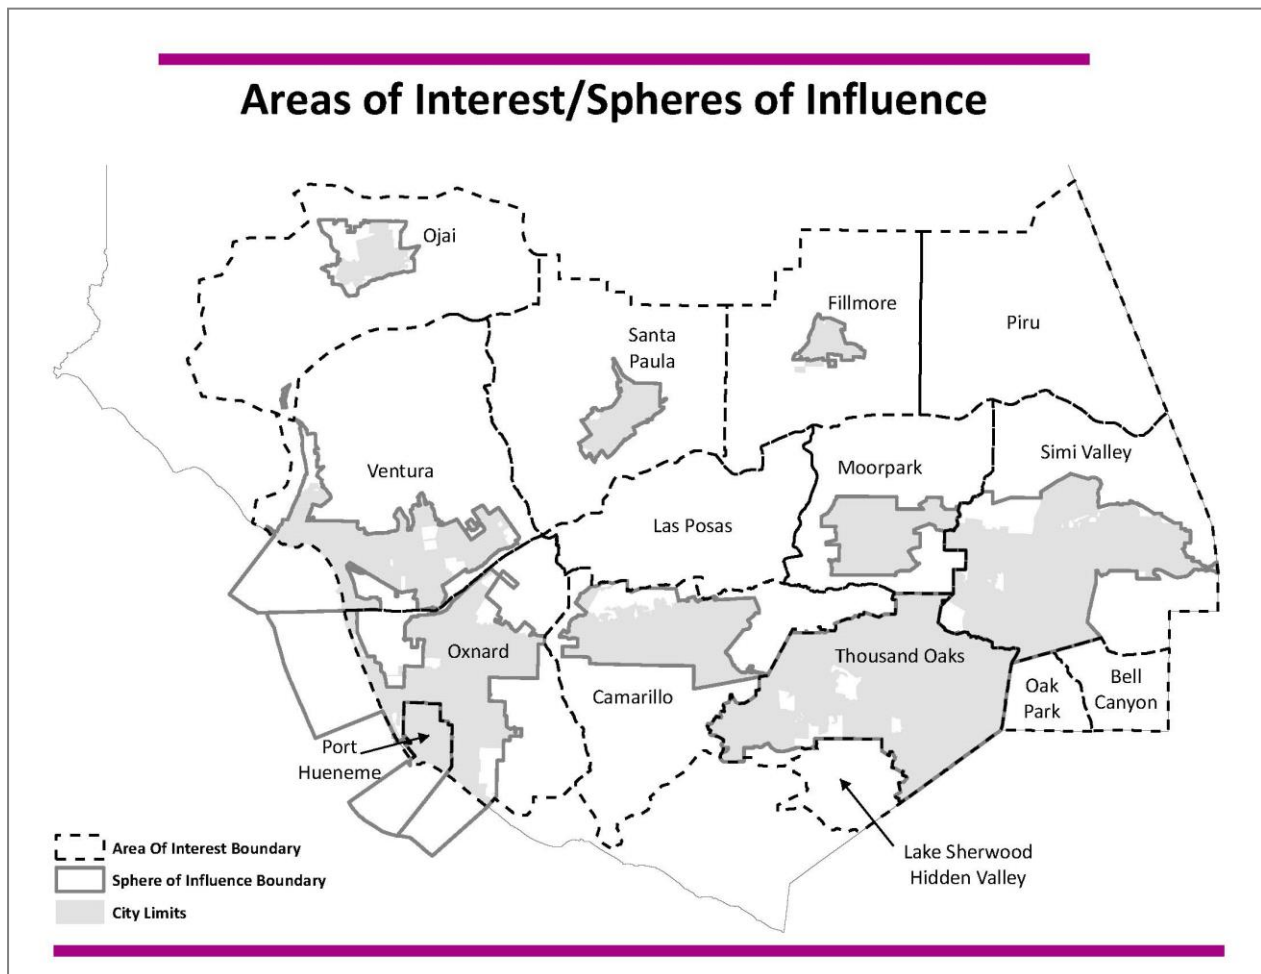 Areas of Interest/Spheres of Influence
Ojai
Fillmore
Piru
Santa
Paula
Ventura
Moorpark
Simi Valley
Las Posas
Oxnard
Thousand Oaks
Camarillo
Oak
Park
Bell
Canyon
Port
Hueneme
Lake Sherwood
Hidden Valley
Area Of Interest Boundary
Sphere of Influence Boundary
City Limits